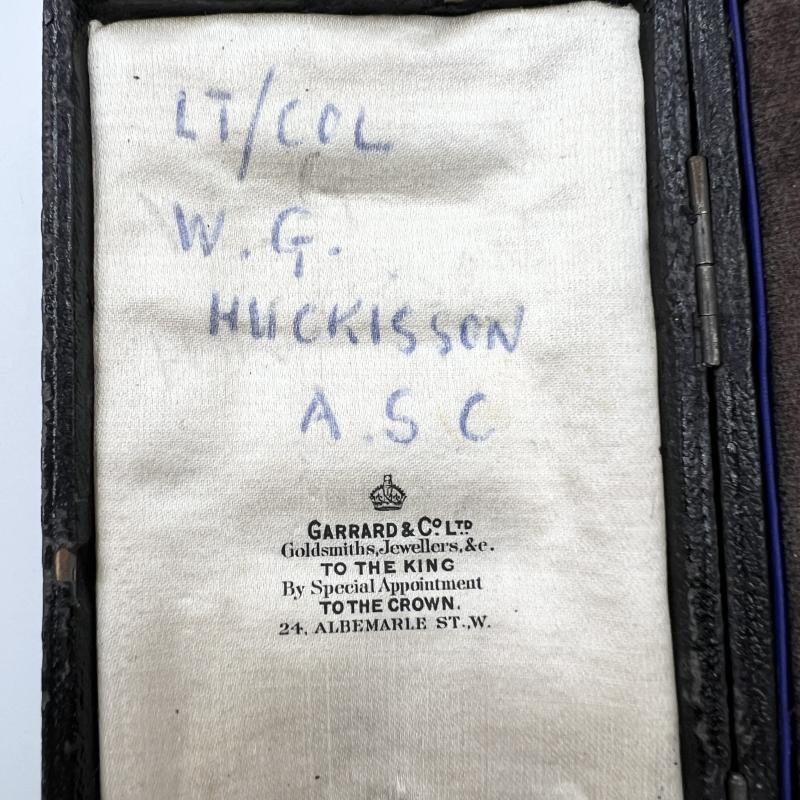 LT/COL
W. G.
HUCKISSON
A.S C
GARRARD & Co LTD
Goldsmiths, Jewellers, &c.
TO THE KING
By Special Appointment
TO THE CROWN.
24, ALBEMARLE ST., W.